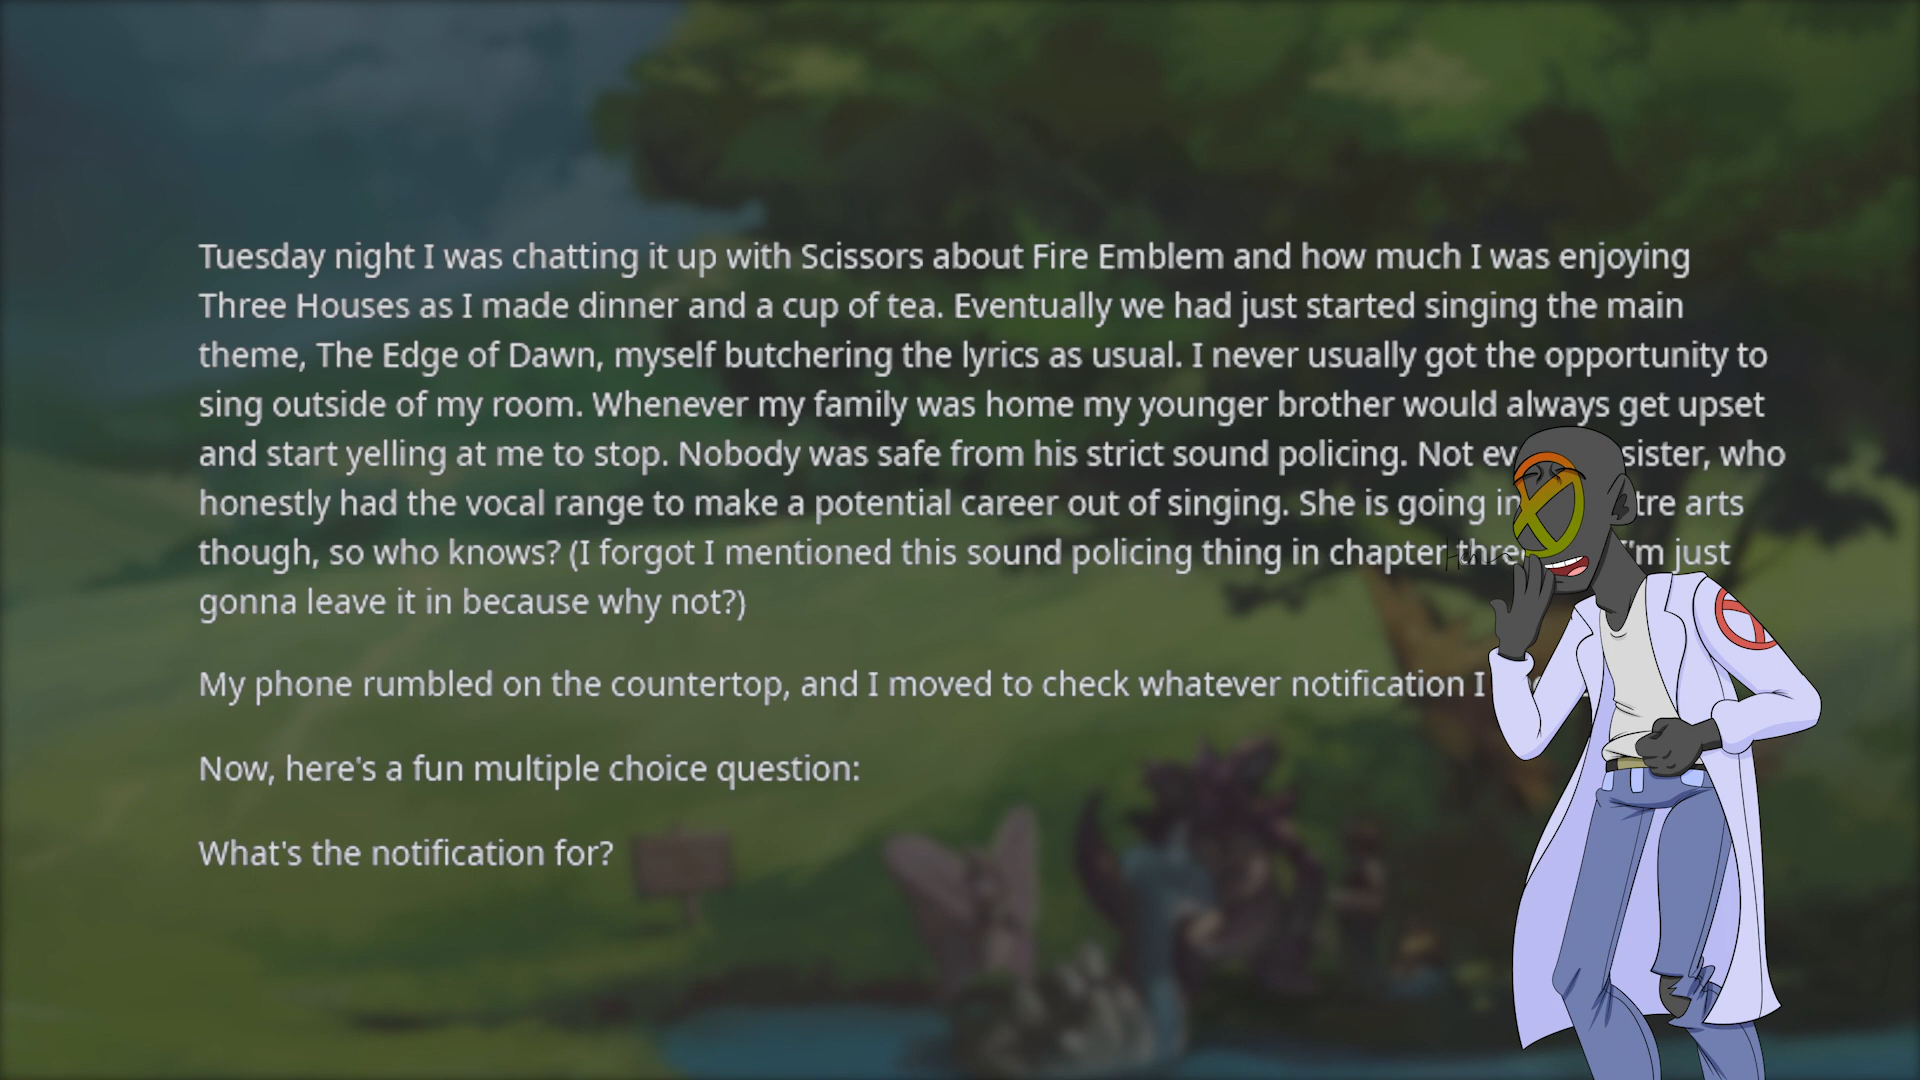 Tuesday night I was chatting it up with Scissors about Fire Emblem and how much I was enjoying
Three Houses as I made dinner and a cup of tea. Eventually we had just started singing the main
theme, The Edge of Dawn, myself butchering the lyrics as usual. I never usually got the opportunity to
sing outside of my room. Whenever my family was home my younger brother would always get upset
and start yelling at me to stop. Nobody was safe from his strict sound policing. Not sister, who
honestly had the vocal range to make a potential career out of singing. She is going arts
though, so who knows? (I forgot I mentioned this sound policing thing in chapter I'm just
gonna leave it in because why not?)
My phone rumbled on the countertop, and I moved to check whatever notification I
Now, here's a fun multiple choice question:
What's the notification for?